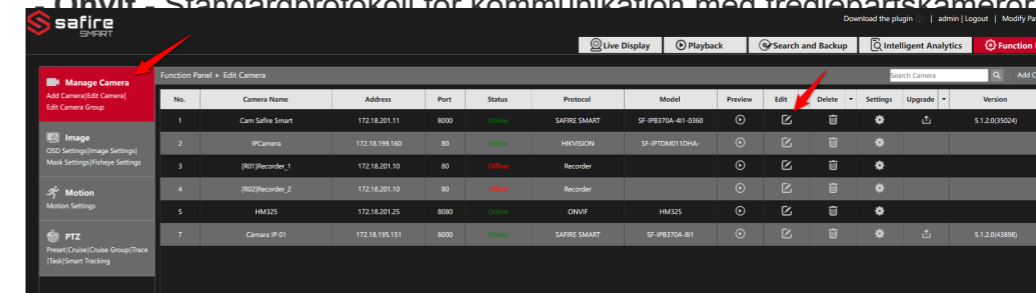 - Onvif - Standardprotokoll för kommunikation med tredjepartskameror
safire
SMART
Download the plugin | admin | Logout | Modify Pa
Live Display Playback Search and Backup Intelligent Analytics Function
Manage Camera
Add Camera|Edit Camera|
Edit Camera Group
Image
OSD Settings|Image Settings|
Mask Settings|Fisheye Settings
Motion
Motion Settings
PTZ
Preset|Cruise|Cruise Group|Trace
|Task|Smart Tracking
Function Panel ▸ Edit Camera Search Camera Add C
No. Camera Name Address Port Status Protocol Model Preview Edit Delete Settings Upgrade Version
1 Cam Safire Smart 172.18.201.11 8000 Online SAFIRE SMART SF-IPB370A-4I1-0360 5.1.2.0(35024)
2 IPCamera 172.18.199.160 80 Online HIKVISION SF-IPTDM011DHA-
3 [R01]Recorder_1 172.18.201.10 80 Offline Recorder
4 [R02]Recorder_2 172.18.201.10 80 Offline Recorder
5 HM325 172.18.201.25 8080 Online ONVIF HM325
7 Cámara IP 01 172.18.195.151 8000 Online SAFIRE SMART SF-IPB370A-8I1 5.1.2.0(43898)